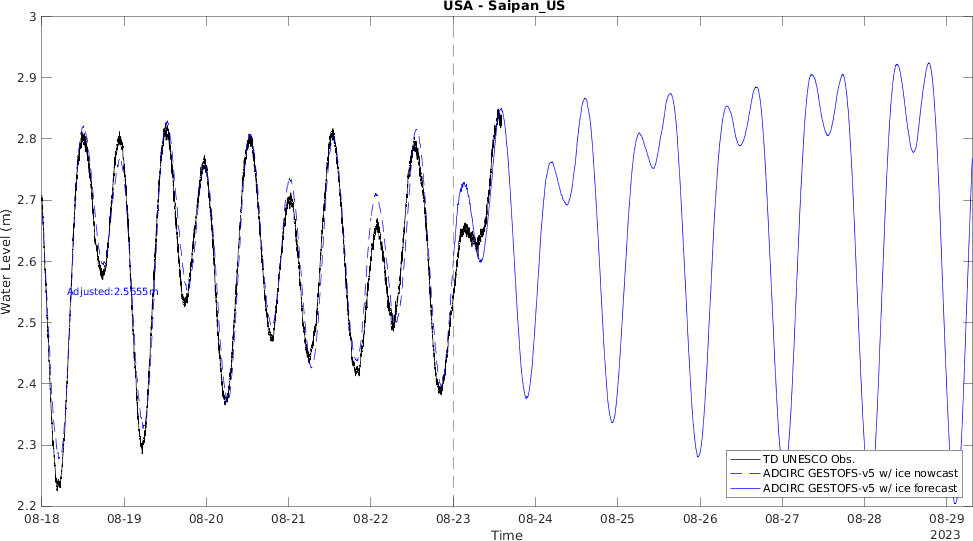 USA - Saipan_US
3
2.9
2.8
2.7
2.6
2.5
2.4
2.3
2.2
Water Level (m)
Adjusted:2.5655m
TD UNESCO Obs.
ADCIRC GESTOFS-v5 w/ ice nowcast
ADCIRC GESTOFS-v5 w/ ice forecast
08-18 08-19 08-20 08-21 08-22 08-23 08-24 08-25 08-26 08-27 08-28 08-29
Time
2023